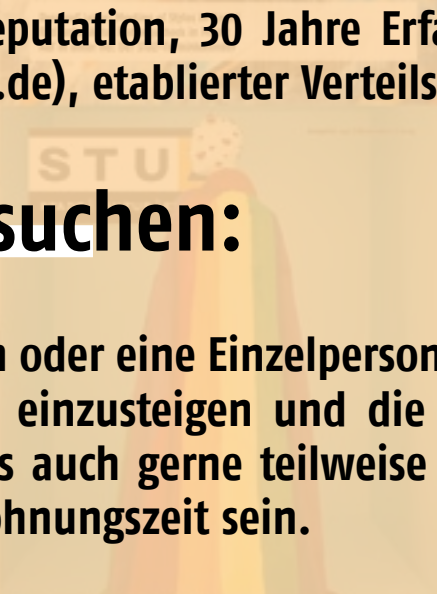 eputation, 30 Jahre Erfa
.de), etablierter Verteils
STU
suchen:
oder eine Einzelperson
einzusteigen und die
s auch gerne teilweise
ohnungszeit sein.